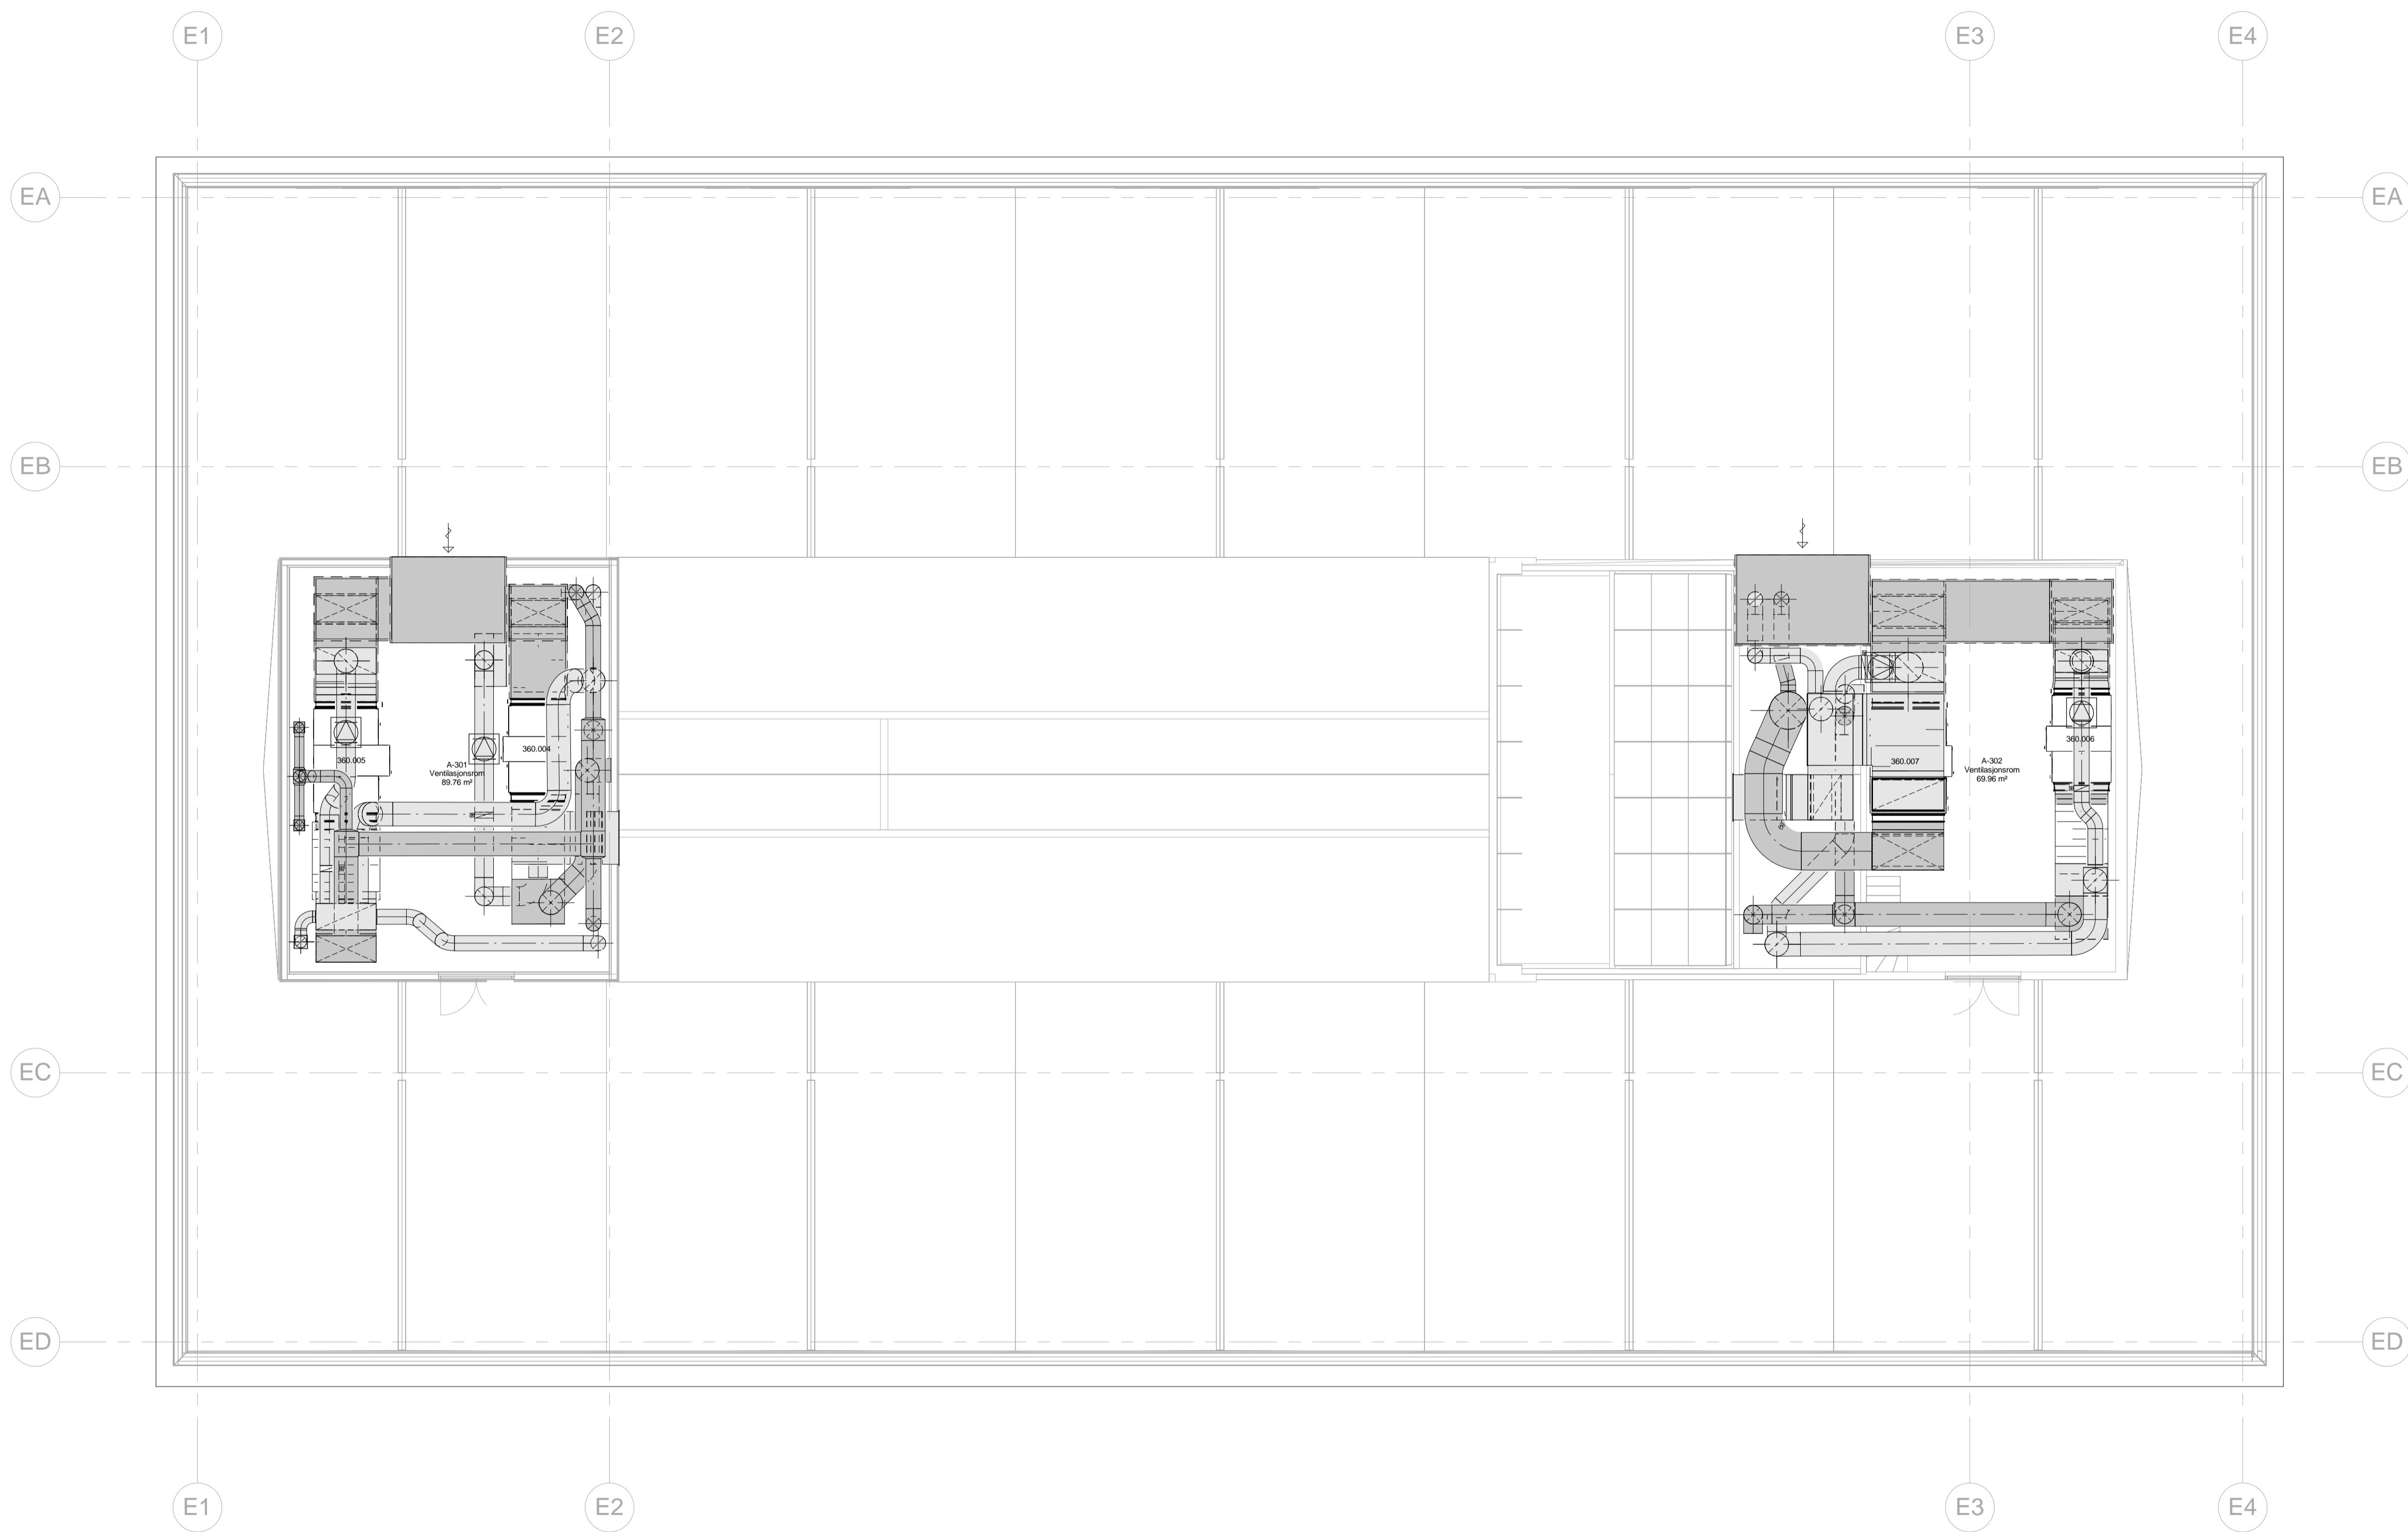 E1
E2
E3
E4
EA
EA
EB
EB
360.004
360.005
A-301
Ventilasjonsrom
89.76 m²
360.007
A-302
Ventilasjonsrom
69.96 m²
360.006
EC
EC
ED
ED
E1
E2
E3
E4